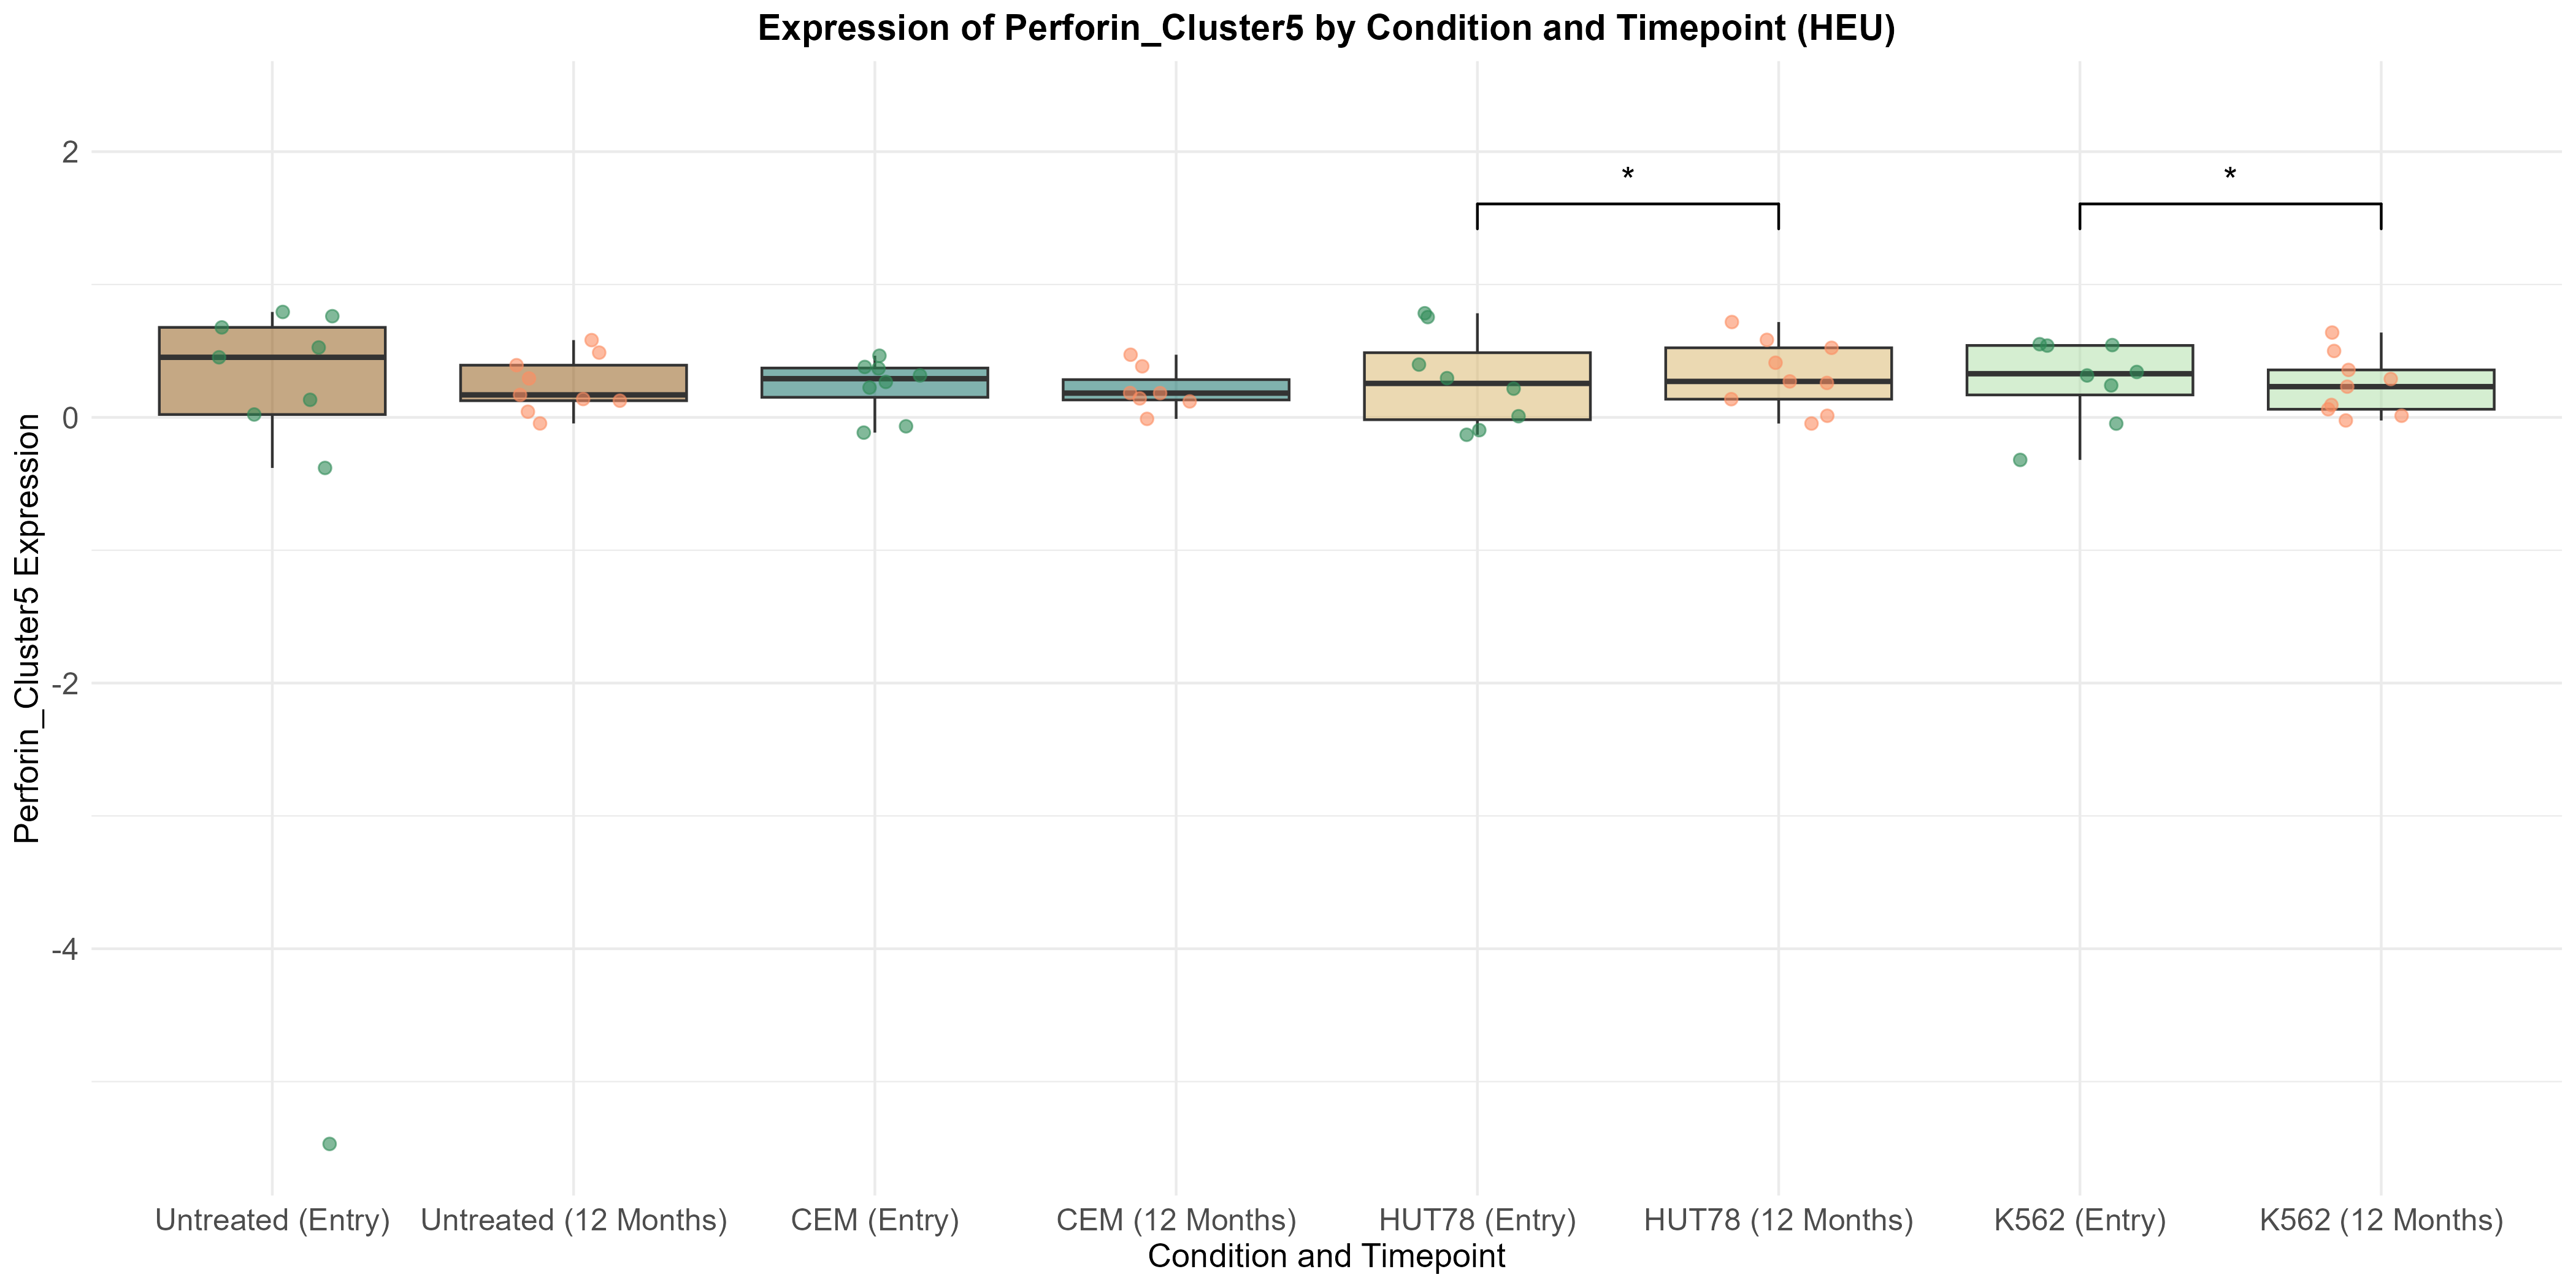 Expression of Perforin_Cluster5 by Condition and Timepoint (HEU)
Perforin_Cluster5 Expression
2
0
-2
-4
*
*
Untreated (Entry)
Untreated (12 Months)
CEM (Entry)
CEM (12 Months)
HUT78 (Entry)
HUT78 (12 Months)
K562 (Entry)
K562 (12 Months)
Condition and Timepoint